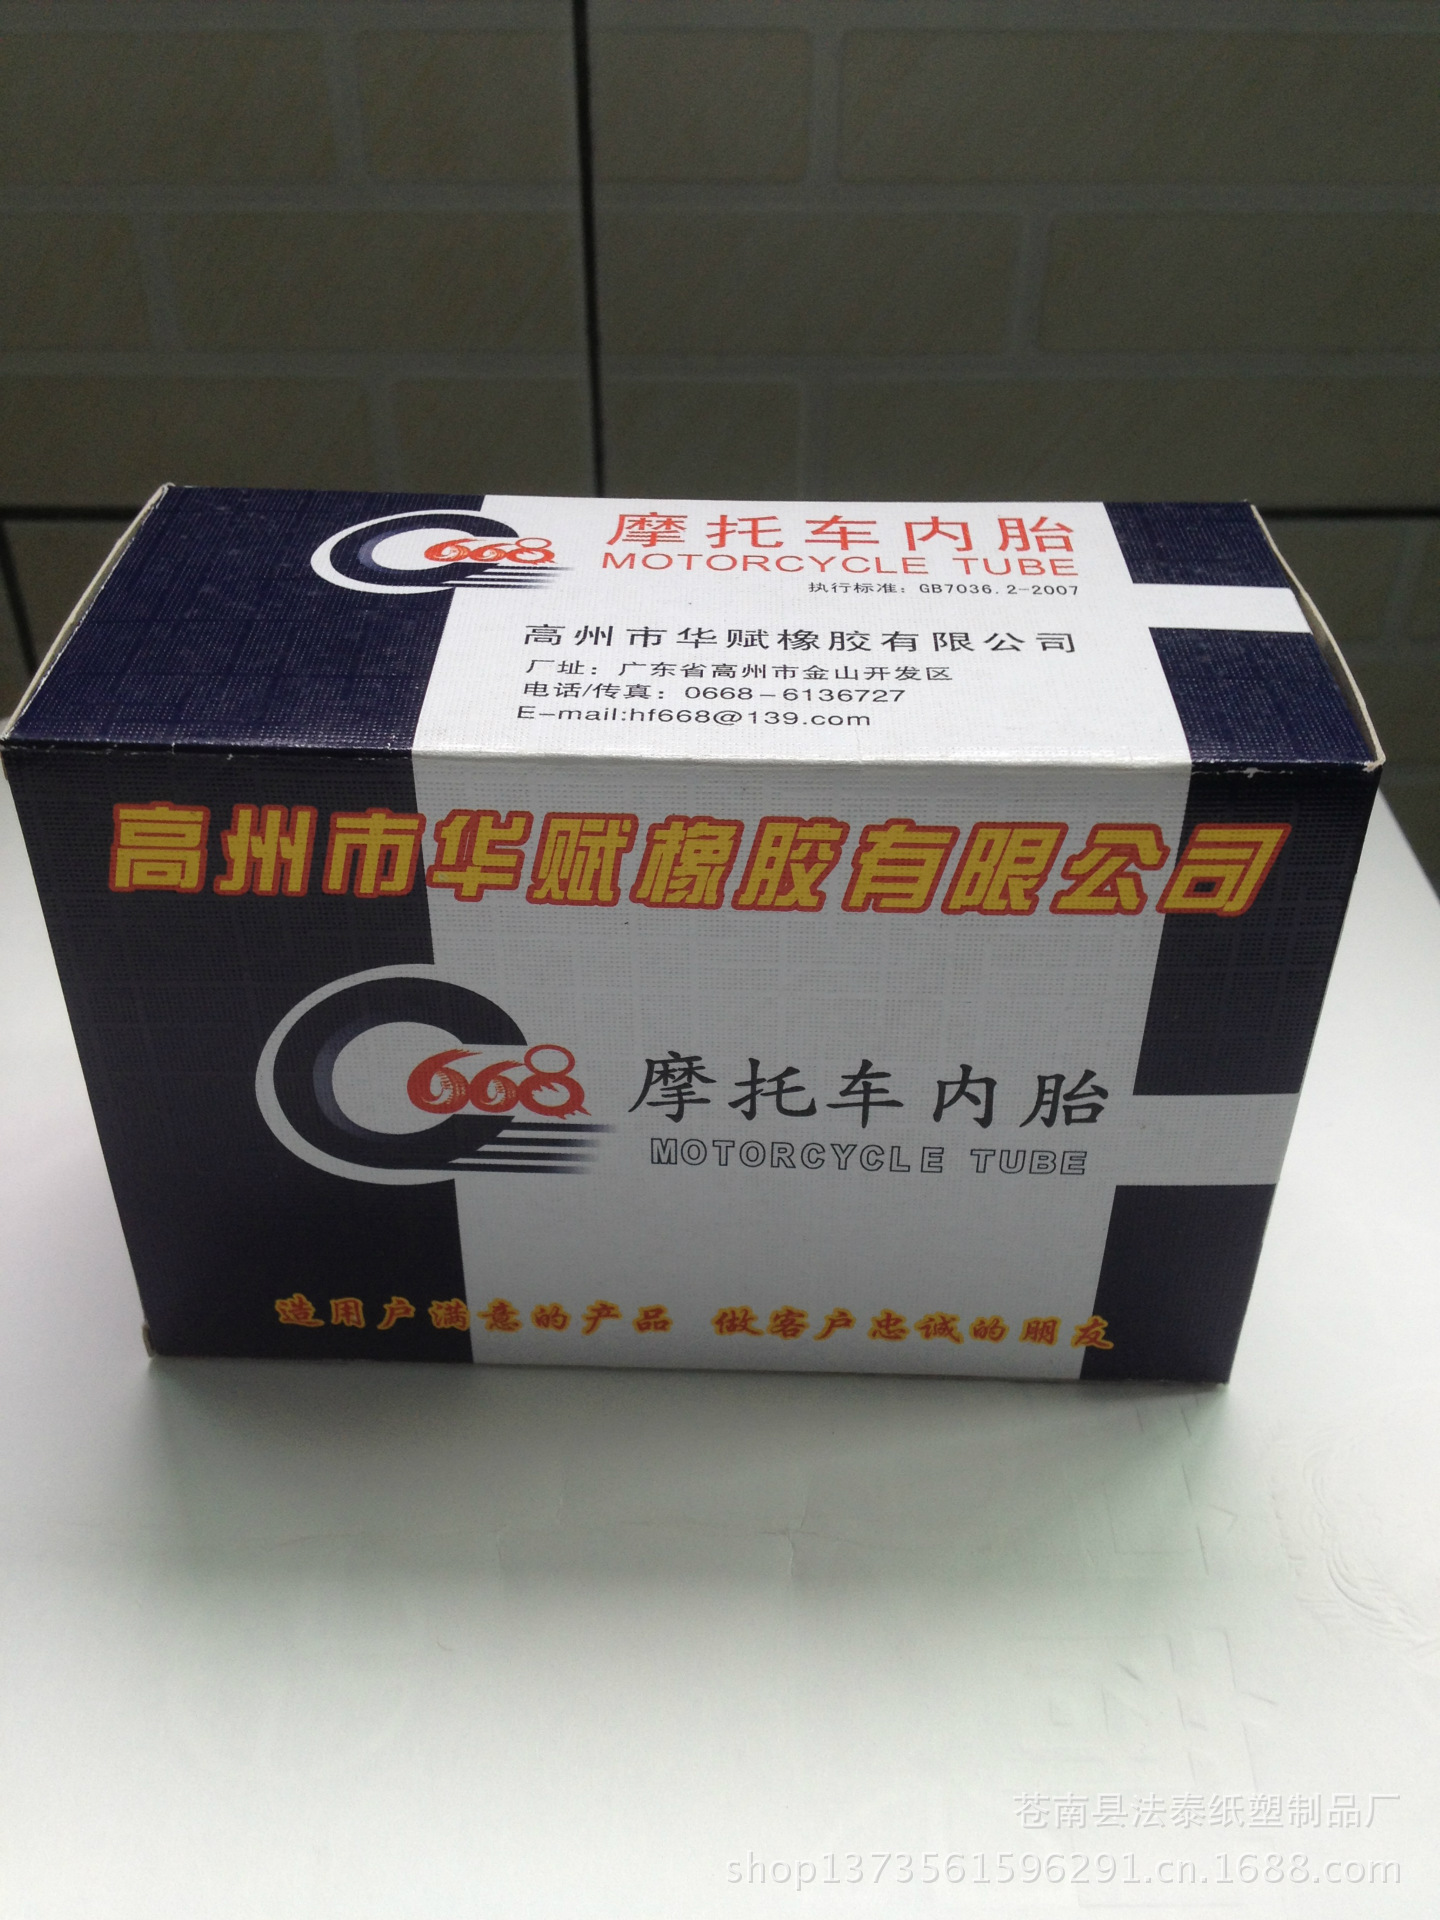 668
摩托车内胎
MOTORCYCLE TUBE
执行标准：GB7036.2-2007
高州市华赋橡胶有限公司
厂址：广东省高州市金山开发区
电话/传真：0668-6136727
E-mail:hf668@139.com
高州市华赋橡胶有限公司
668
摩托车内胎
MOTORCYCLE TUBE
造用户满意的产品 做客户忠诚的朋友
苍南县法泰纸塑制品厂
shop1373561596291.cn.1688.com